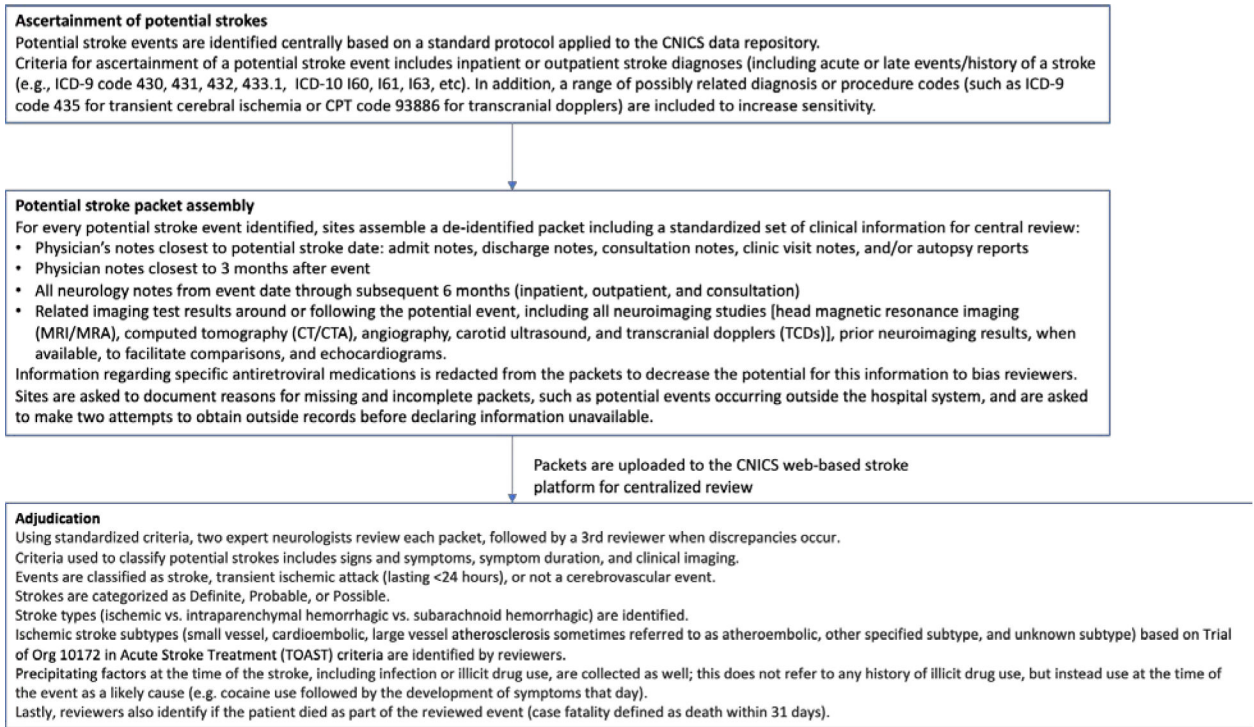 Ascertainment of potential strokes
Potential stroke events are identified centrally based on a standard protocol applied to the CNICS data repository.
Criteria for ascertainment of a potential stroke event includes inpatient or outpatient stroke diagnoses (including acute or late events/history of a stroke
(e.g., ICD-9 code 430, 431, 432, 433.1, ICD-10 I60, I61, I63, etc). In addition, a range of possibly related diagnosis or procedure codes (such as ICD-9
code 435 for transient cerebral ischemia or CPT code 93886 for transcranial dopplers) are included to increase sensitivity.
Potential stroke packet assembly
For every potential stroke event identified, sites assemble a de-identified packet including a standardized set of clinical information for central review:
• Physician's notes closest to potential stroke date: admit notes, discharge notes, consultation notes, clinic visit notes, and/or autopsy reports
• Physician notes closest to 3 months after event
• All neurology notes from event date through subsequent 6 months (inpatient, outpatient, and consultation)
• Related imaging test results around or following the potential event, including all neuroimaging studies [head magnetic resonance imaging
(MRI/MRA), computed tomography (CT/CTA), angiography, carotid ultrasound, and transcranial dopplers (TCDs)], prior neuroimaging results, when
available, to facilitate comparisons, and echocardiograms.
Information regarding specific antiretroviral medications is redacted from the packets to decrease the potential for this information to bias reviewers.
Sites are asked to document reasons for missing and incomplete packets, such as potential events occurring outside the hospital system, and are asked
to make two attempts to obtain outside records before declaring information unavailable.
Packets are uploaded to the CNICS web-based stroke
platform for centralized review
Adjudication
Using standardized criteria, two expert neurologists review each packet, followed by a 3rd reviewer when discrepancies occur.
Criteria used to classify potential strokes includes signs and symptoms, symptom duration, and clinical imaging.
Events are classified as stroke, transient ischemic attack (lasting <24 hours), or not a cerebrovascular event.
Strokes are categorized as Definite, Probable, or Possible.
Stroke types (ischemic vs. intraparenchymal hemorrhagic vs. subarachnoid hemorrhagic) are identified.
Ischemic stroke subtypes (small vessel, cardioembolic, large vessel atherosclerosis sometimes referred to as atheroembolic, other specified subtype, and unknown subtype) based on Trial
of Org 10172 in Acute Stroke Treatment (TOAST) criteria are identified by reviewers.
Precipitating factors at the time of the stroke, including infection or illicit drug use, are collected as well; this does not refer to any history of illicit drug use, but instead use at the time of
the event as a likely cause (e.g. cocaine use followed by the development of symptoms that day).
Lastly, reviewers also identify if the patient died as part of the reviewed event (case fatality defined as death within 31 days).